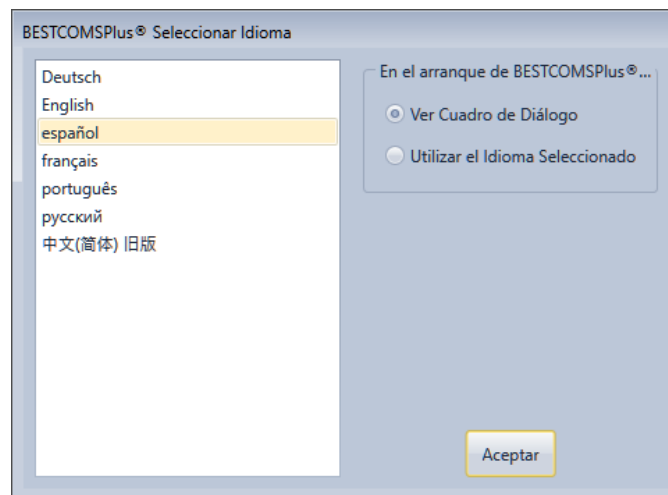 BESTCOMSPlus® Seleccionar Idioma
Deutsch
English
español
français
português
русский
中文(简体) 旧版
En el arranque de BESTCOMSPlus®...
Ver Cuadro de Diálogo
Utilizar el Idioma Seleccionado
Aceptar